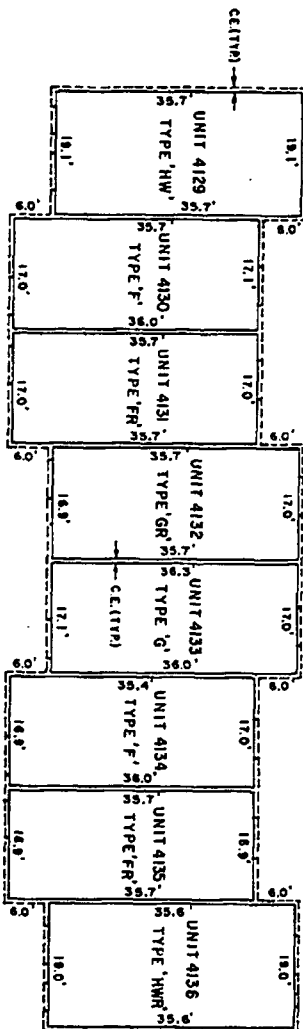 C.E.(TYP.)
35.7'
19.1'
UNIT 4129
TYPE 'HW'
19.1'
35.7'
6.0'
6.0'
35.7'
17.1'
UNIT 4130
TYPE 'F'
17.0'
36.0'
35.7'
17.0'
UNIT 4131
TYPE 'FR'
17.0'
35.7'
6.0'
6.0'
35.7'
17.0'
UNIT 4132
TYPE 'GR'
16.9'
35.7'
36.3'
17.0'
UNIT 4133
TYPE 'G'
C.E.(TYP.)
17.1'
36.0'
6.0'
6.0'
35.4'
17.0'
UNIT 4134
TYPE 'F'
16.9'
36.0'
35.7'
16.9'
UNIT 4135
TYPE 'FR'
16.9'
35.7'
6.0'
6.0'
35.6'
19.0'
UNIT 4136
TYPE 'HWR'
19.0'
35.6'